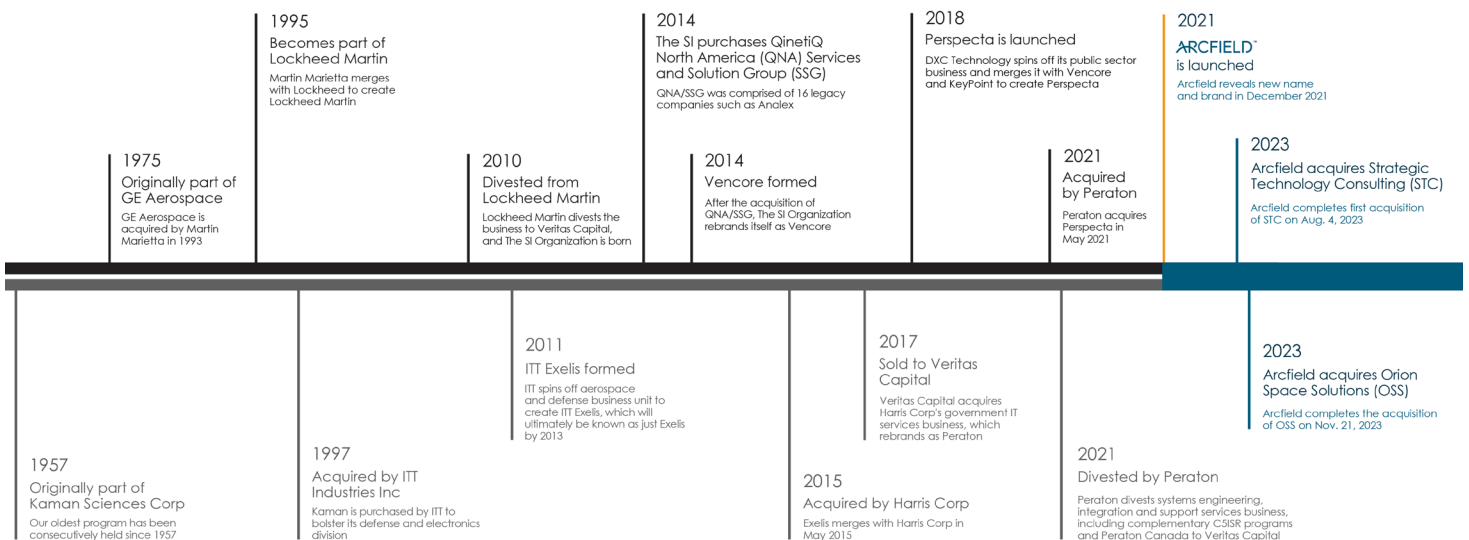 1995
Becomes part of
Lockheed Martin
Martin Marietta merges
with Lockheed to create
Lockheed Martin
2014
The SI purchases QinetiQ
North America (QNA) Services
and Solution Group (SSG)
QNA/SSG was comprised of 16 legacy
companies such as Analex
2018
Perspecta is launched
DXC Technology spins off its public sector
business and merges it with Vencore
and KeyPoint to create Perspecta
2021
ARCFIELD™
is launched
Arcfield reveals new name
and brand in December 2021
1975
Originally part of
GE Aerospace
GE Aerospace is
acquired by Martin
Marietta in 1993
2010
Divested from
Lockheed Martin
Lockheed Martin divests the
business to Veritas Capital,
and The SI Organization is born
2014
Vencore formed
After the acquisition of
QNA/SSG, The SI Organization
rebrands itself as Vencore
2021
Acquired
by Peraton
Peraton acquires
Perspecta in
May 2021
2023
Arcfield acquires Strategic
Technology Consulting (STC)
Arcfield completes first acquisition
of STC on Aug. 4, 2023
1957
Originally part of
Kaman Sciences Corp
Our oldest program has been
consecutively held since 1957
1997
Acquired by ITT
Industries Inc
Kaman is purchased by ITT to
bolster its defense and electronics
division
2011
ITT Exelis formed
ITT spins off aerospace
and defense business unit to
create ITT Exelis, which will
ultimately be known as just Exelis
by 2013
2015
Acquired by Harris Corp
Exelis merges with Harris Corp in
May 2015
2017
Sold to Veritas
Capital
Veritas Capital acquires
Harris Corp's government IT
services business, which
rebrands as Peraton
2021
Divested by Peraton
Peraton divests systems engineering,
integration and support services business,
including complementary C5ISR programs
and Peraton Canada to Veritas Capital
2023
Arcfield acquires Orion
Space Solutions (OSS)
Arcfield completes the acquisition
of OSS on Nov. 21, 2023